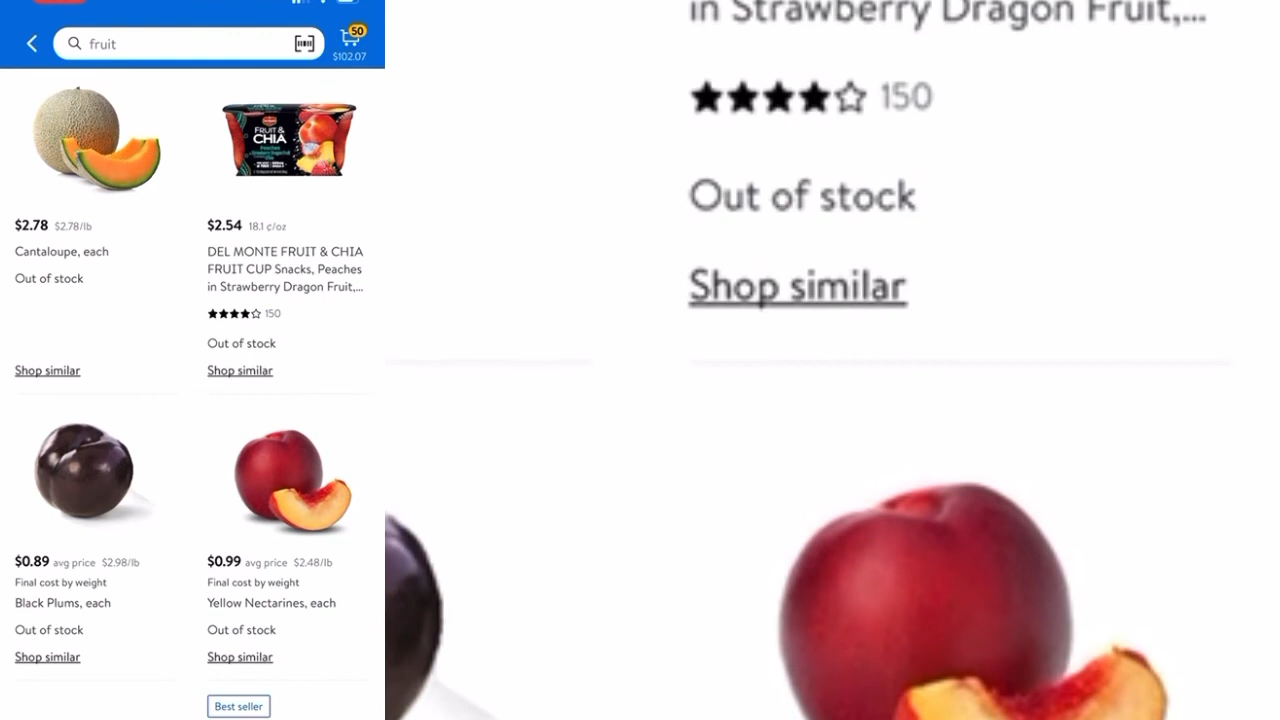 fruit
50
$102.07
FRUIT &
CHIA
Peaches
$2.78 $2.78/lb
Cantaloupe, each
Out of stock
Shop similar
$2.54 18.1 ¢/oz
DEL MONTE FRUIT & CHIA
FRUIT CUP Snacks, Peaches
in Strawberry Dragon Fruit,...
150
Out of stock
Shop similar
$0.89 avg price $2.98/lb
Final cost by weight
Black Plums, each
Out of stock
Shop similar
$0.99 avg price $2.48/lb
Final cost by weight
Yellow Nectarines, each
Out of stock
Shop similar
Best seller
in Strawberry Dragon Fruit,...
150
Out of stock
Shop similar